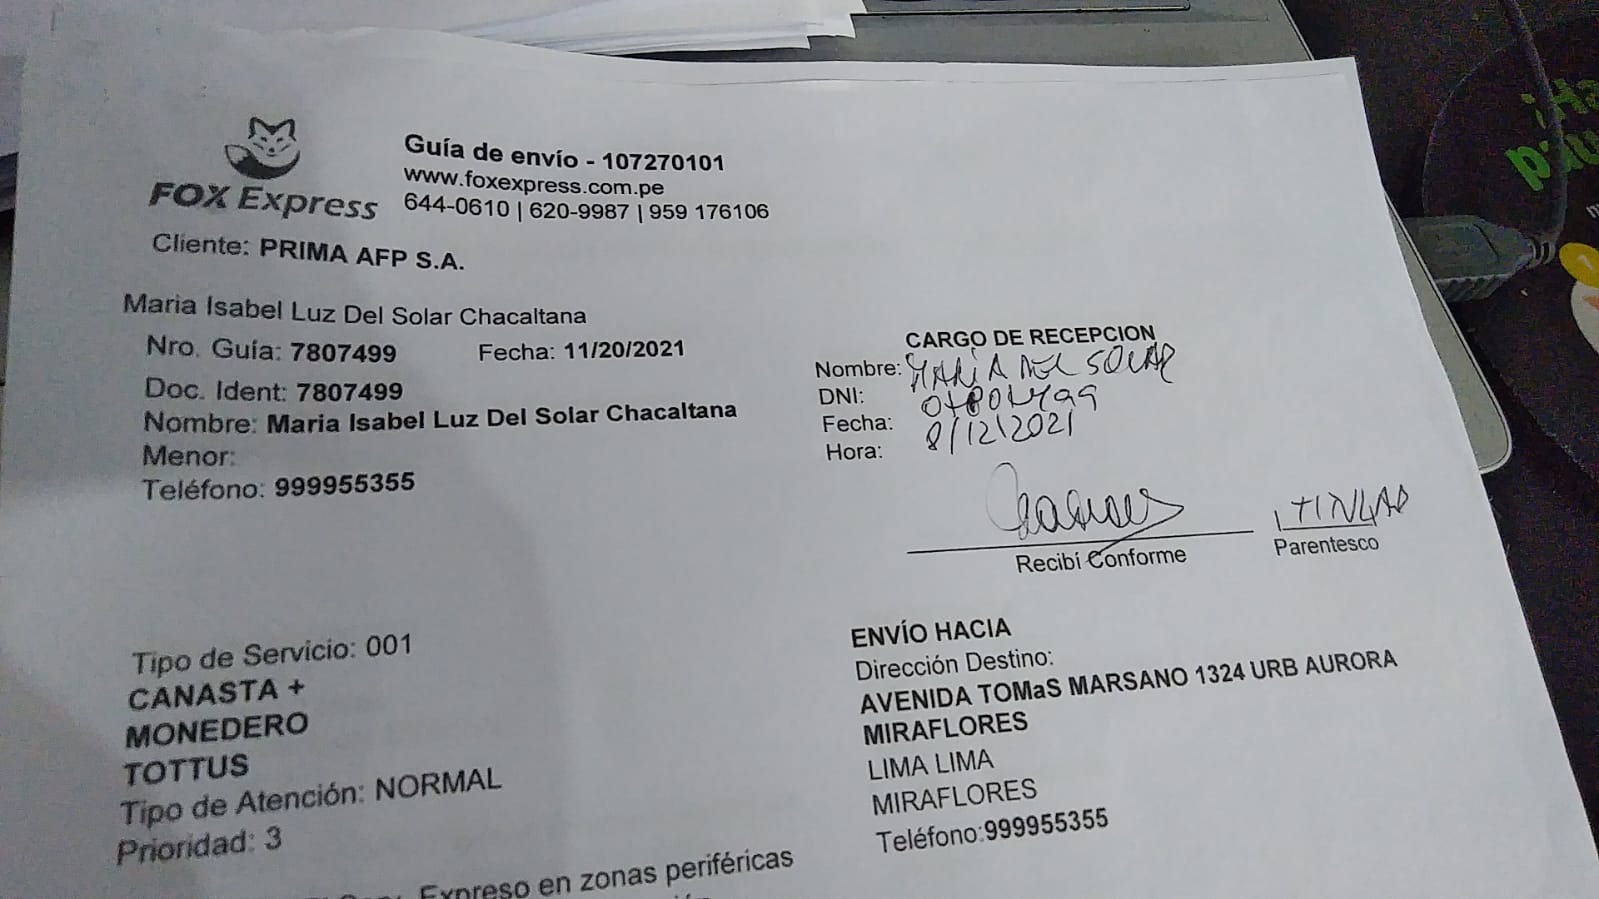 FOX Express
Guía de envío - 107270101
www.foxexpress.com.pe
644-0610 | 620-9987 | 959 176106
Cliente: PRIMA AFP S.A.
Maria Isabel Luz Del Solar Chacaltana
Nro. Guía: 7807499 Fecha: 11/20/2021
Doc. Ident: 7807499
Nombre: Maria Isabel Luz Del Solar Chacaltana
Menor:
Teléfono: 999955355
CARGO DE RECEPCION
Nombre: MARIA DEL SOLAR
DNI: 07807499
Fecha: 8/12/2021
Hora:
Recibí Conforme
Parentesco
Tipo de Servicio: 001
CANASTA +
MONEDERO
TOTTUS
Tipo de Atención: NORMAL
Prioridad: 3
ENVÍO HACIA
Dirección Destino:
AVENIDA TOMaS MARSANO 1324 URB AURORA
MIRAFLORES
LIMA LIMA
MIRAFLORES
Teléfono:999955355
Expreso en zonas periféricas